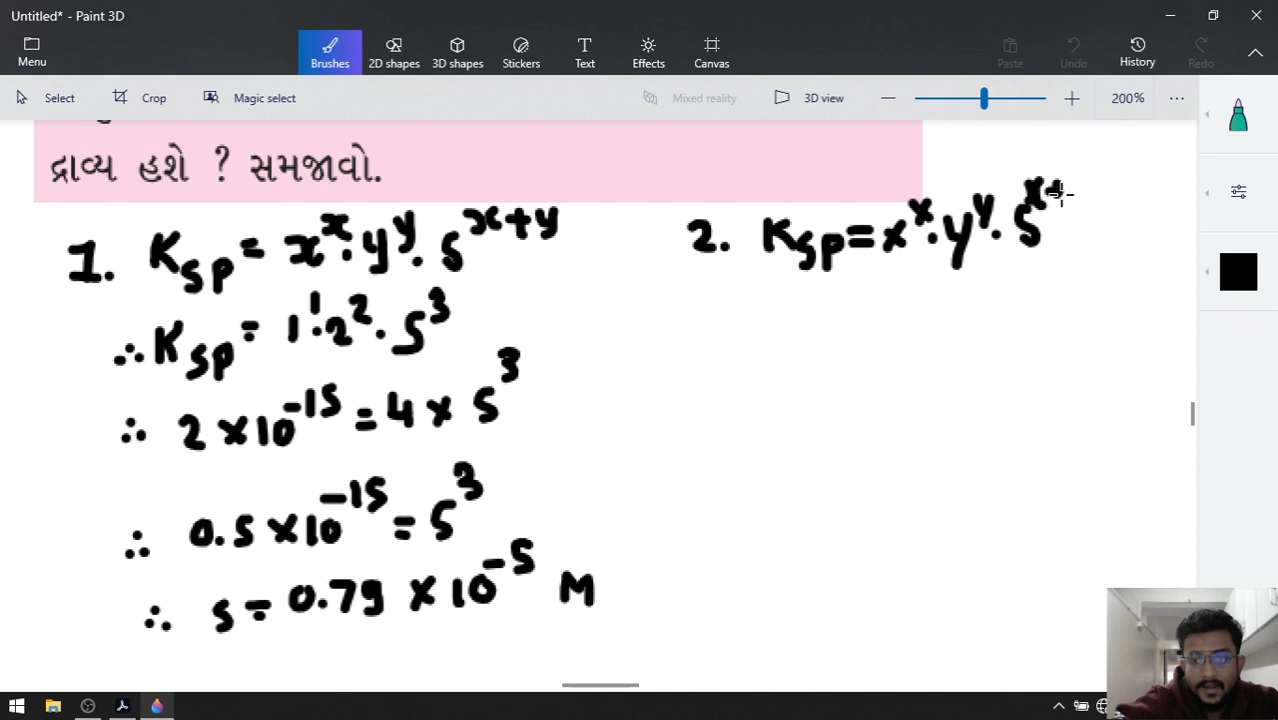 Untitled* - Paint 3D
Menu
Brushes
2D shapes
3D shapes
Stickers
Text
Effects
Canvas
Paste
Undo
History
Redo
Select
Crop
Magic select
Mixed reality
3D view
200%
દ્રાવ્ય હશે ? સમજાવો.
1. Ksp = x^x . y^y . S^x+y
∴ Ksp = 1^1 . 2^2 . S^3
∴ 2 × 10^-15 = 4 × S^3
∴ 0.5 × 10^-15 = S^3
∴ S = 0.79 × 10^-5 M
2. Ksp = x^x . y^y . S^x+